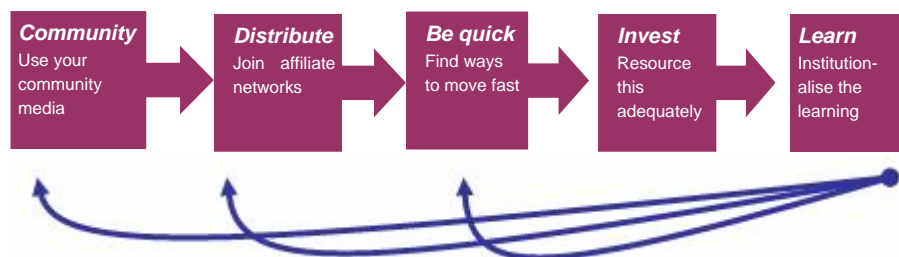 Community
Use your
community
media
Distribute
Join affiliate
networks
Be quick
Find ways
to move fast
Invest
Resource
this
adequately
Learn
Institution-
alise the
learning